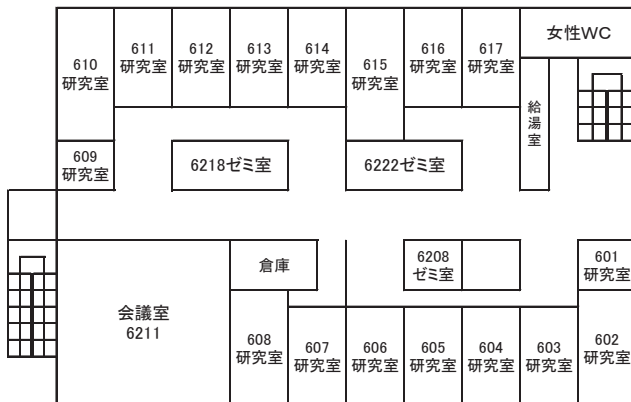 610
研究室
611
研究室
612
研究室
613
研究室
614
研究室
615
研究室
616
研究室
617
研究室
女性WC
給
湯
室
609
研究室
6218ゼミ室
6222ゼミ室
倉庫
6208
ゼミ室
601
研究室
会議室
6211
608
研究室
607
研究室
606
研究室
605
研究室
604
研究室
603
研究室
602
研究室